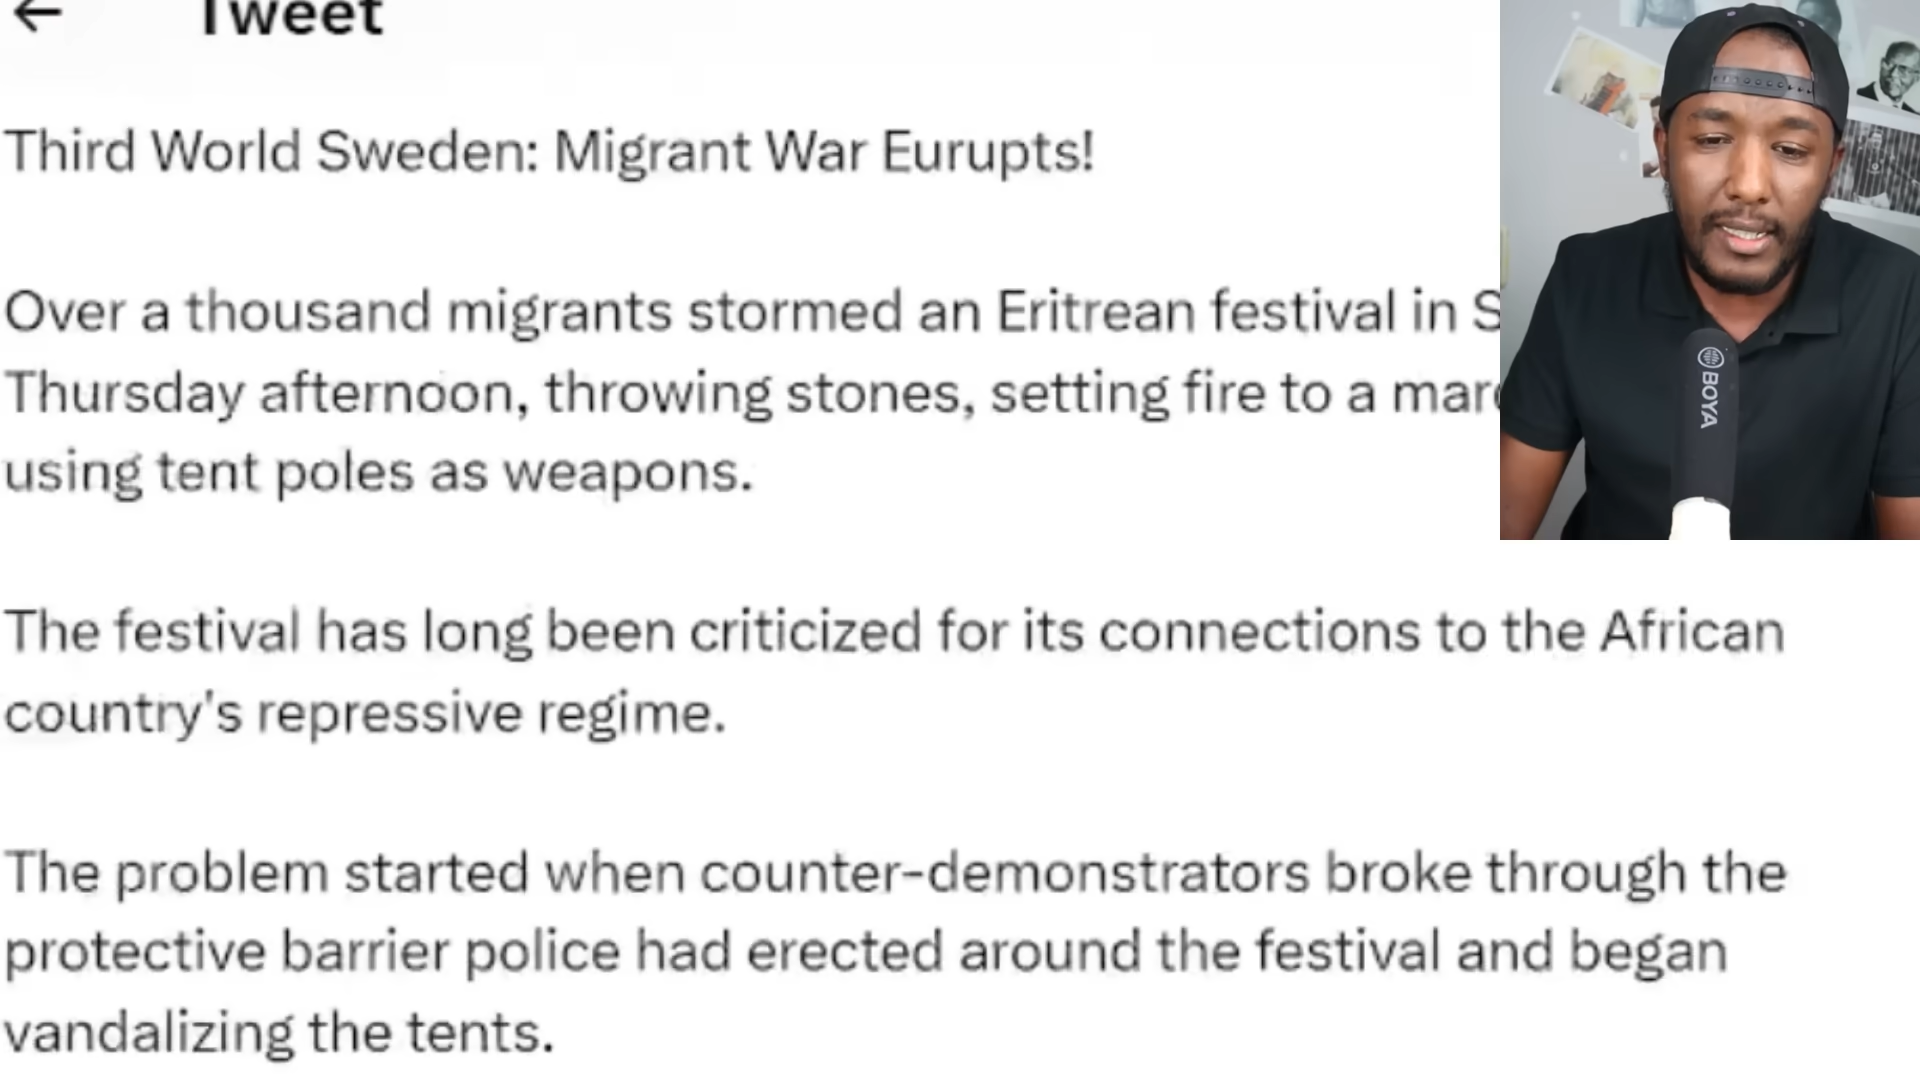 Tweet
Third World Sweden: Migrant War Eurupts!
Over a thousand migrants stormed an Eritrean festival in
Thursday afternoon, throwing stones, setting fire to a
using tent poles as weapons.
BOYA
The festival has long been criticized for its connections to the African
country's repressive regime.
The problem started when counter-demonstrators broke through the
protective barrier police had erected around the festival and began
vandalizing the tents.